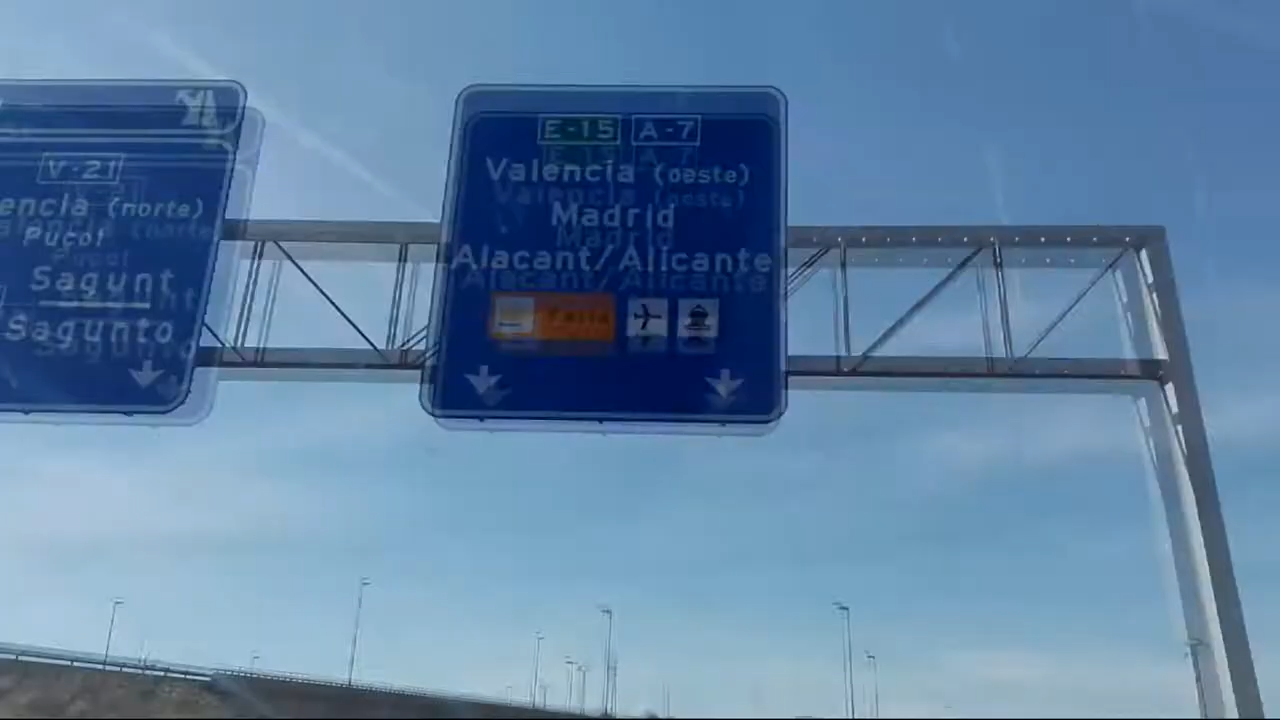 V-21
encia (norte)
Puçol
Sagunt
Sagunto
E-15 A-7
Valencia (oeste)
Madrid
Alacant/Alicante